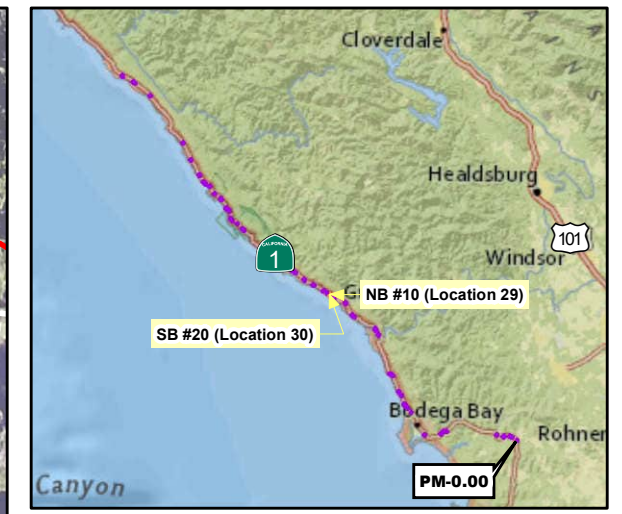 Cloverdale
A I N S
Healdsburg
101
Windsor
CALIFORNIA
1
G
NB #10 (Location 29)
SB #20 (Location 30)
Bodega Bay
Rohner
PM-0.00
Canyon